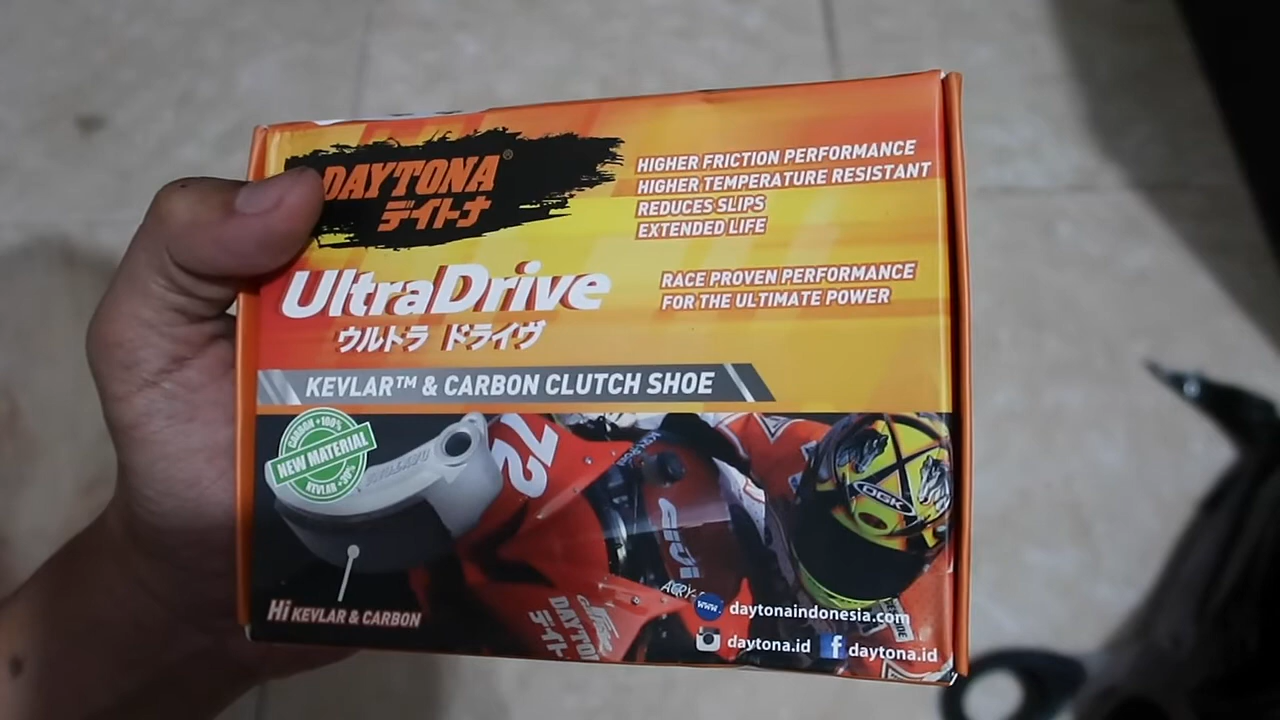 DAYTONA®
デイトナ
HIGHER FRICTION PERFORMANCE
HIGHER TEMPERATURE RESISTANT
REDUCES SLIPS
EXTENDED LIFE
UltraDrive
ウルトラ ドライヴ
RACE PROVEN PERFORMANCE
FOR THE ULTIMATE POWER
KEVLAR™ & CARBON CLUTCH SHOE
CARBON +100%
NEW MATERIAL
KEVLAR +30%
DAYTONA
72
OGK
Hi KEVLAR & CARBON
www. daytonaindonesia.com
daytona.id
f daytona.id